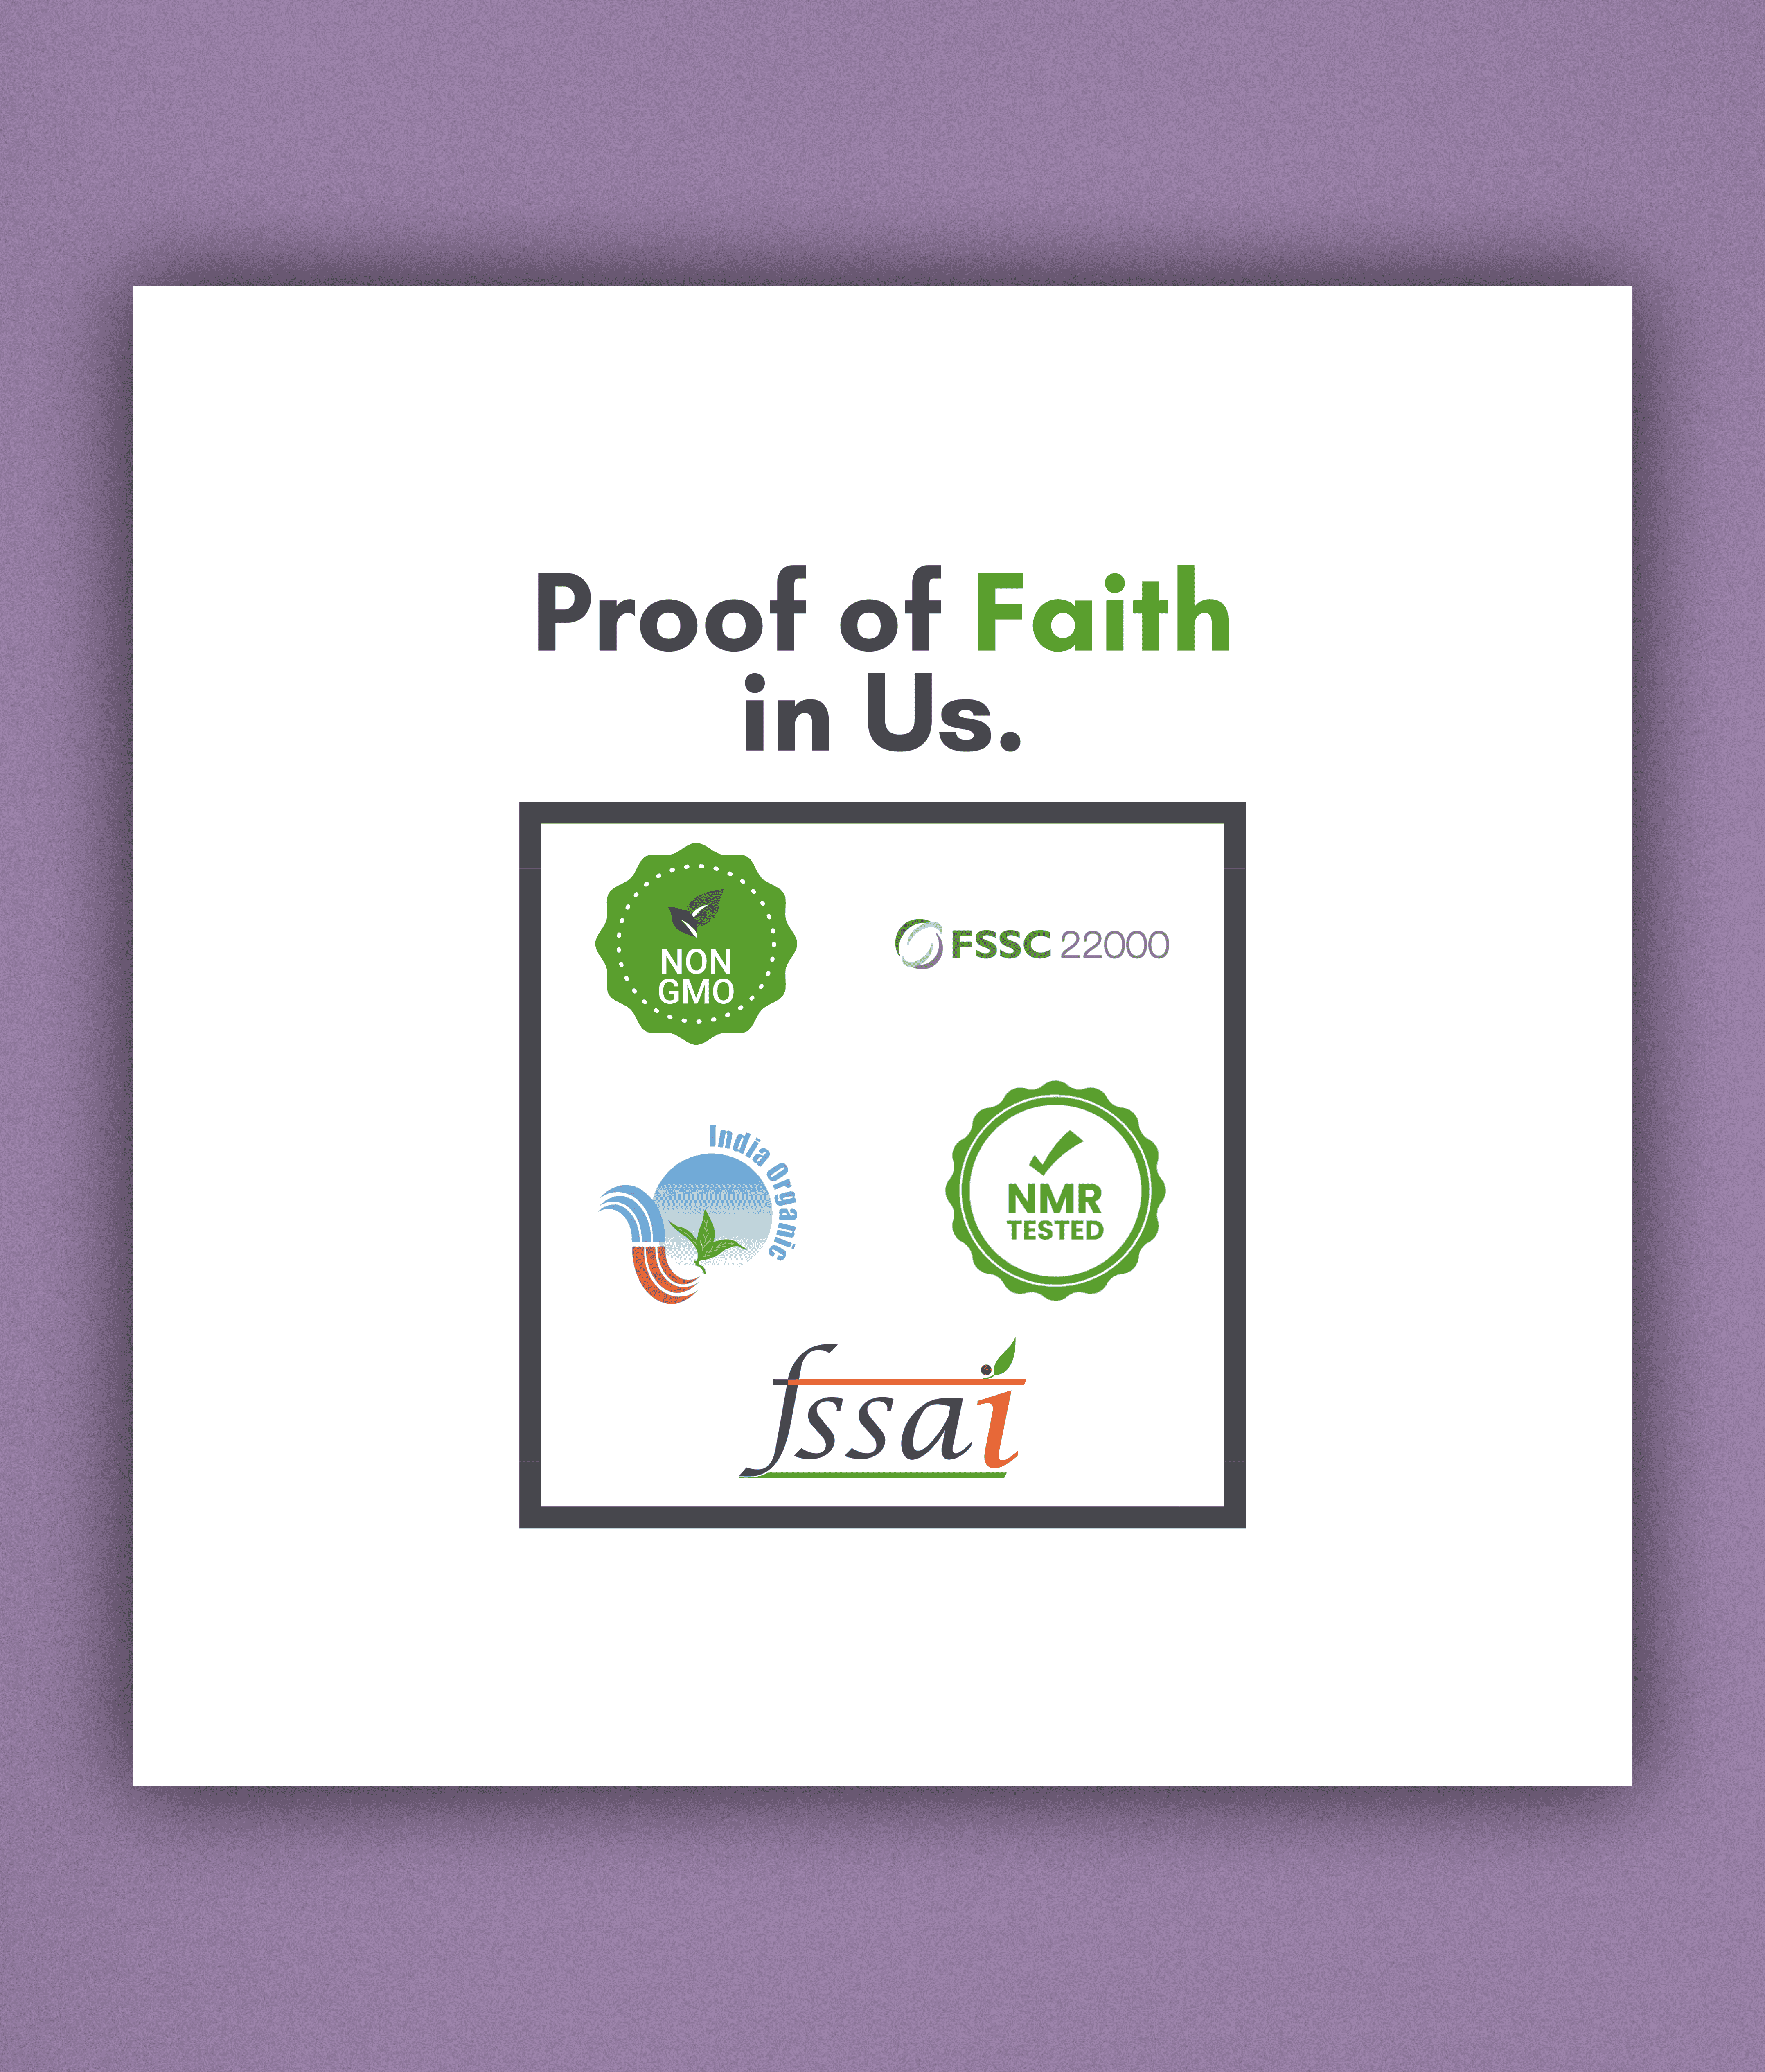 Proof of Faith
in Us.
NON
GMO
FSSC 22000
India Organic
NMR
TESTED
fssai